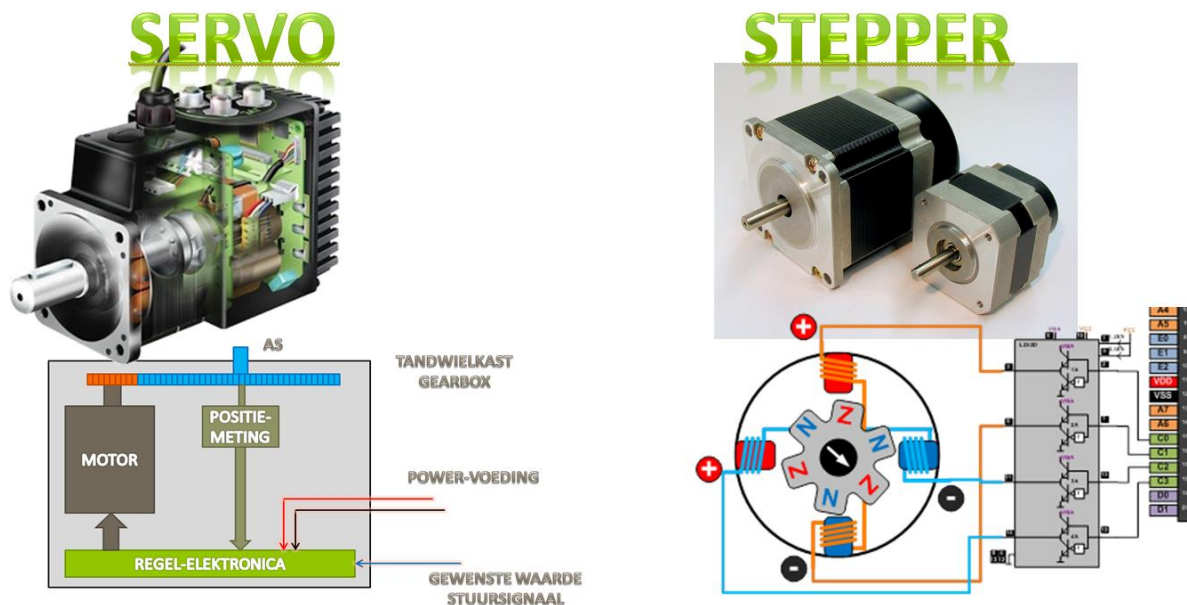 SERVO
STEPPER
AS
TANDWIELKAST
GEARBOX
POSITIE-
METING
MOTOR
POWER-VOEDING
REGEL-ELEKTRONICA
GEWENSTE WAARDE
STUURSIGNAAL
+
+
-
-
N
Z
N
Z
N
Z
A4
A5
E0
E1
E2
VDD
VSS
A7
A6
C0
C1
C2
C3
D0
D1